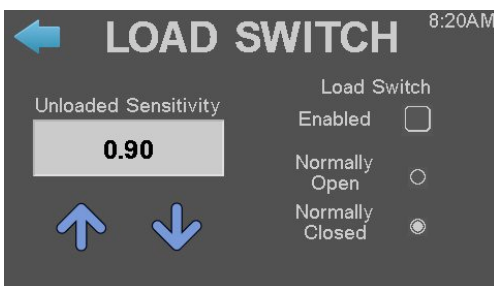 LOAD SWITCH
8:20AM
Unloaded Sensitivity
0.90
Load Switch
Enabled
Normally
Open
Normally
Closed